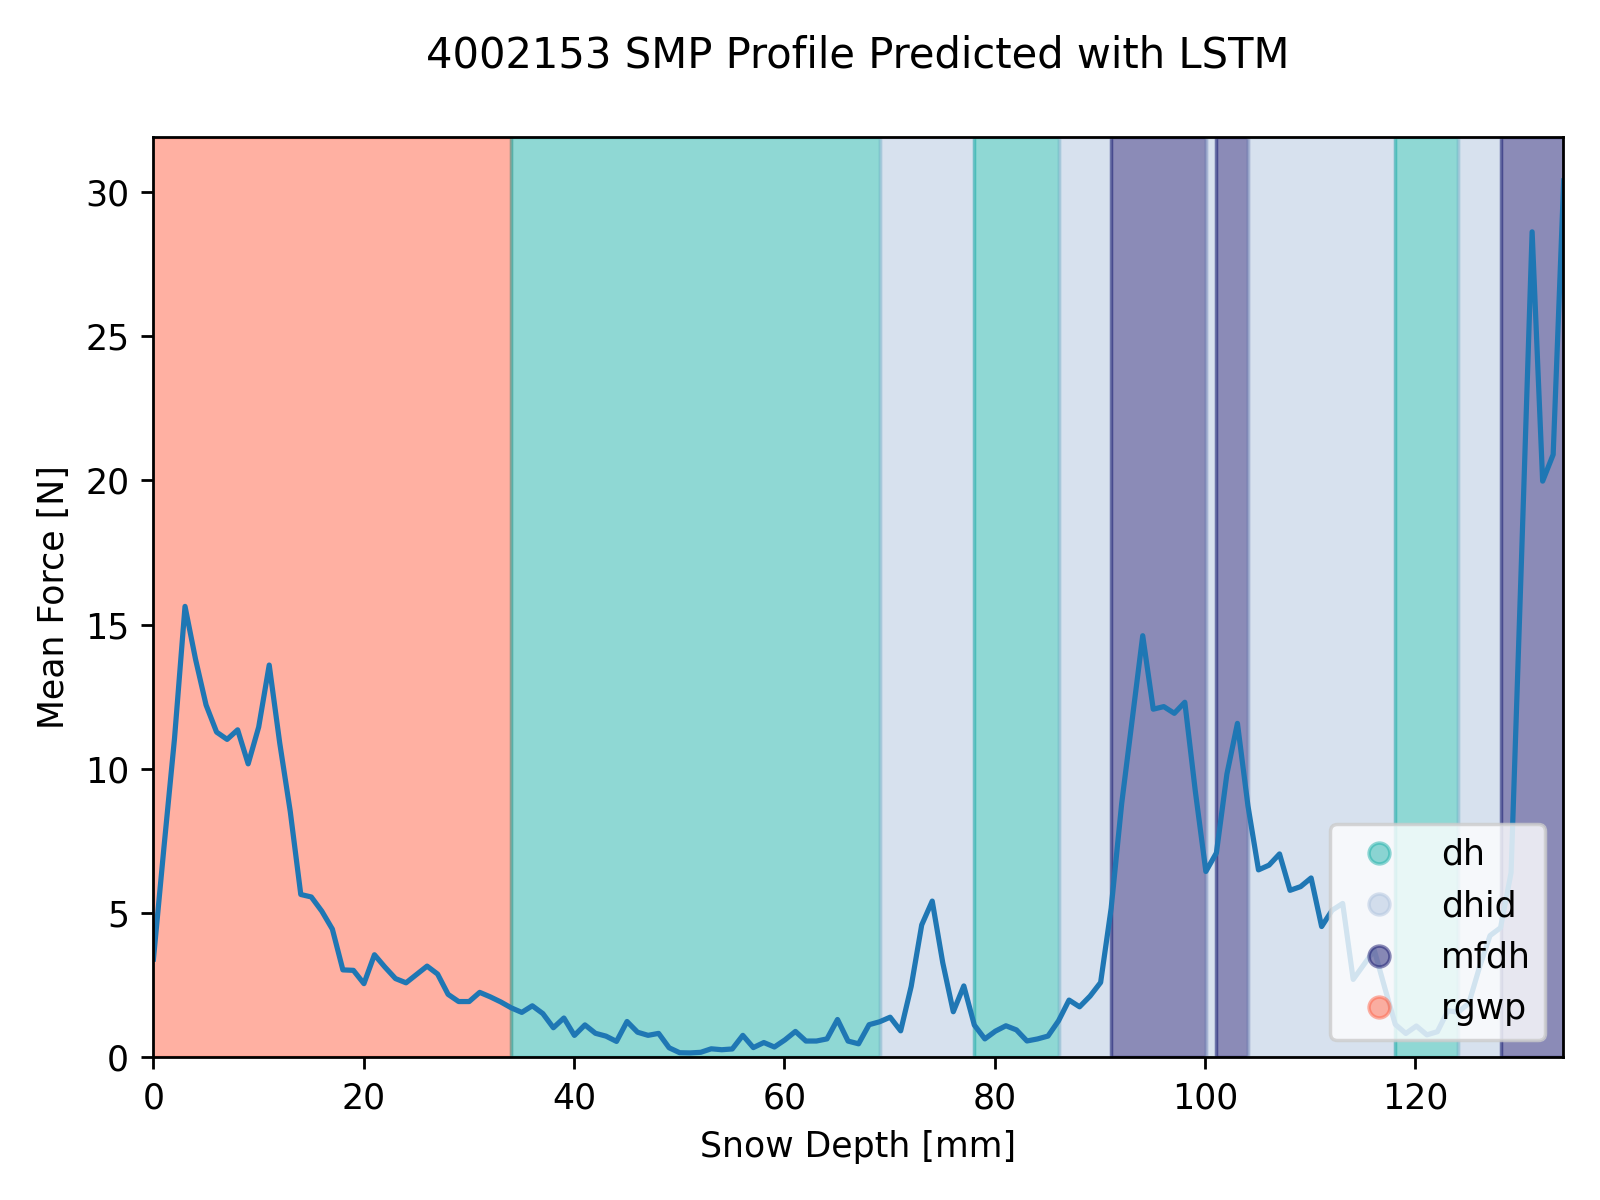 4002153 SMP Profile Predicted with LSTM
30
25
20
15
10
5
0
Mean Force [N]
0 20 40 60 80 100 120
Snow Depth [mm]
dh
dhid
mfdh
rgwp